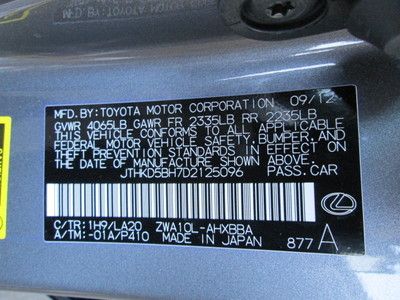 MFD.BY:TOYOTA MOTOR CORPORATION 09/12
GVWR 4065LB GAWR FR 2335LB RR 2235LB
THIS VEHICLE CONFORMS TO ALL APPLICABLE
FEDERAL MOTOR VEHICLE SAFETY, BUMPER AND
THEFT PREVENTION STANDARDS IN EFFECT ON
THE DATE OF MANUFACTURE SHOWN ABOVE.
JTHKD5BH7D2125096 PASS.CAR
C/TR:1H9/LA20 ZWA10L-AHXBBA
A/TM:-01A/P410 MADE IN JAPAN 877 A